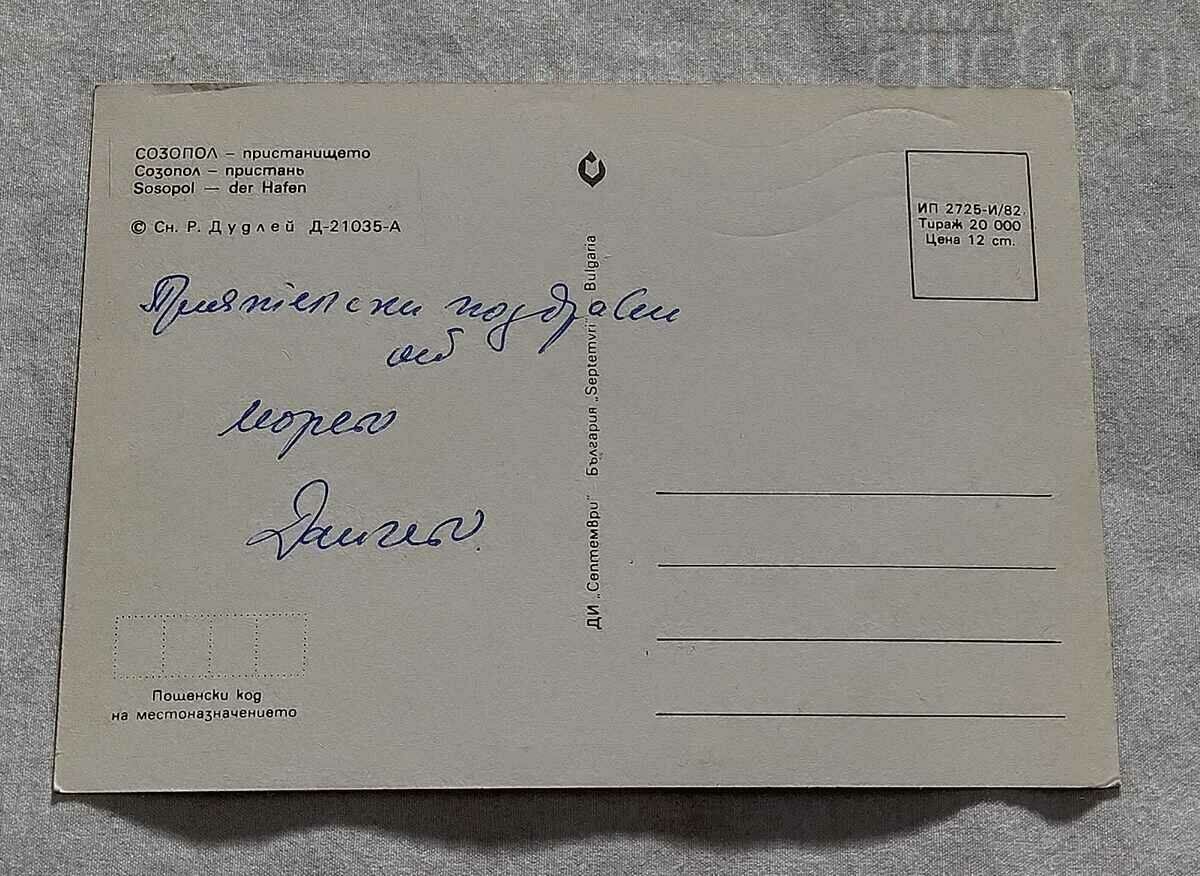 СОЗОПОЛ – пристанището
Созопол – пристань
Sosopol — der Hafen
© Сн. Р. Дудлей Д-21035-А
Приятелски поздрави
от
морето
Пощенски код
на местоназначението
ДИ „Септември" България „Septemvri" Bulgaria
ИП 2725-И/82
Тираж 20 000
Цена 12 ст.